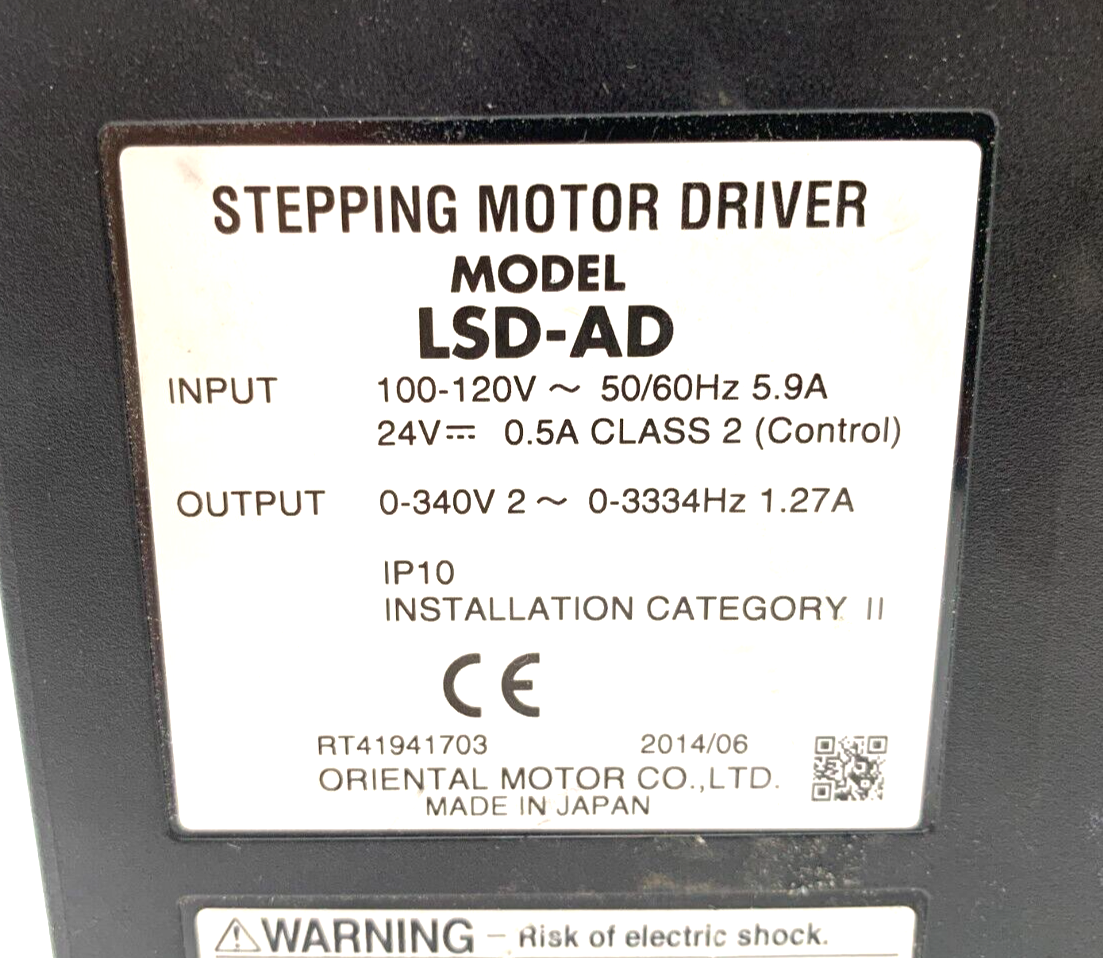 STEPPING MOTOR DRIVER
MODEL
LSD-AD
INPUT 100-120V ~ 50/60Hz 5.9A
24V⎓ 0.5A CLASS 2 (Control)
OUTPUT 0-340V 2 ~ 0-3334Hz 1.27A
IP10
INSTALLATION CATEGORY II
CE
RT41941703 2014/06
ORIENTAL MOTOR CO.,LTD.
MADE IN JAPAN
⚠WARNING – Risk of electric shock.